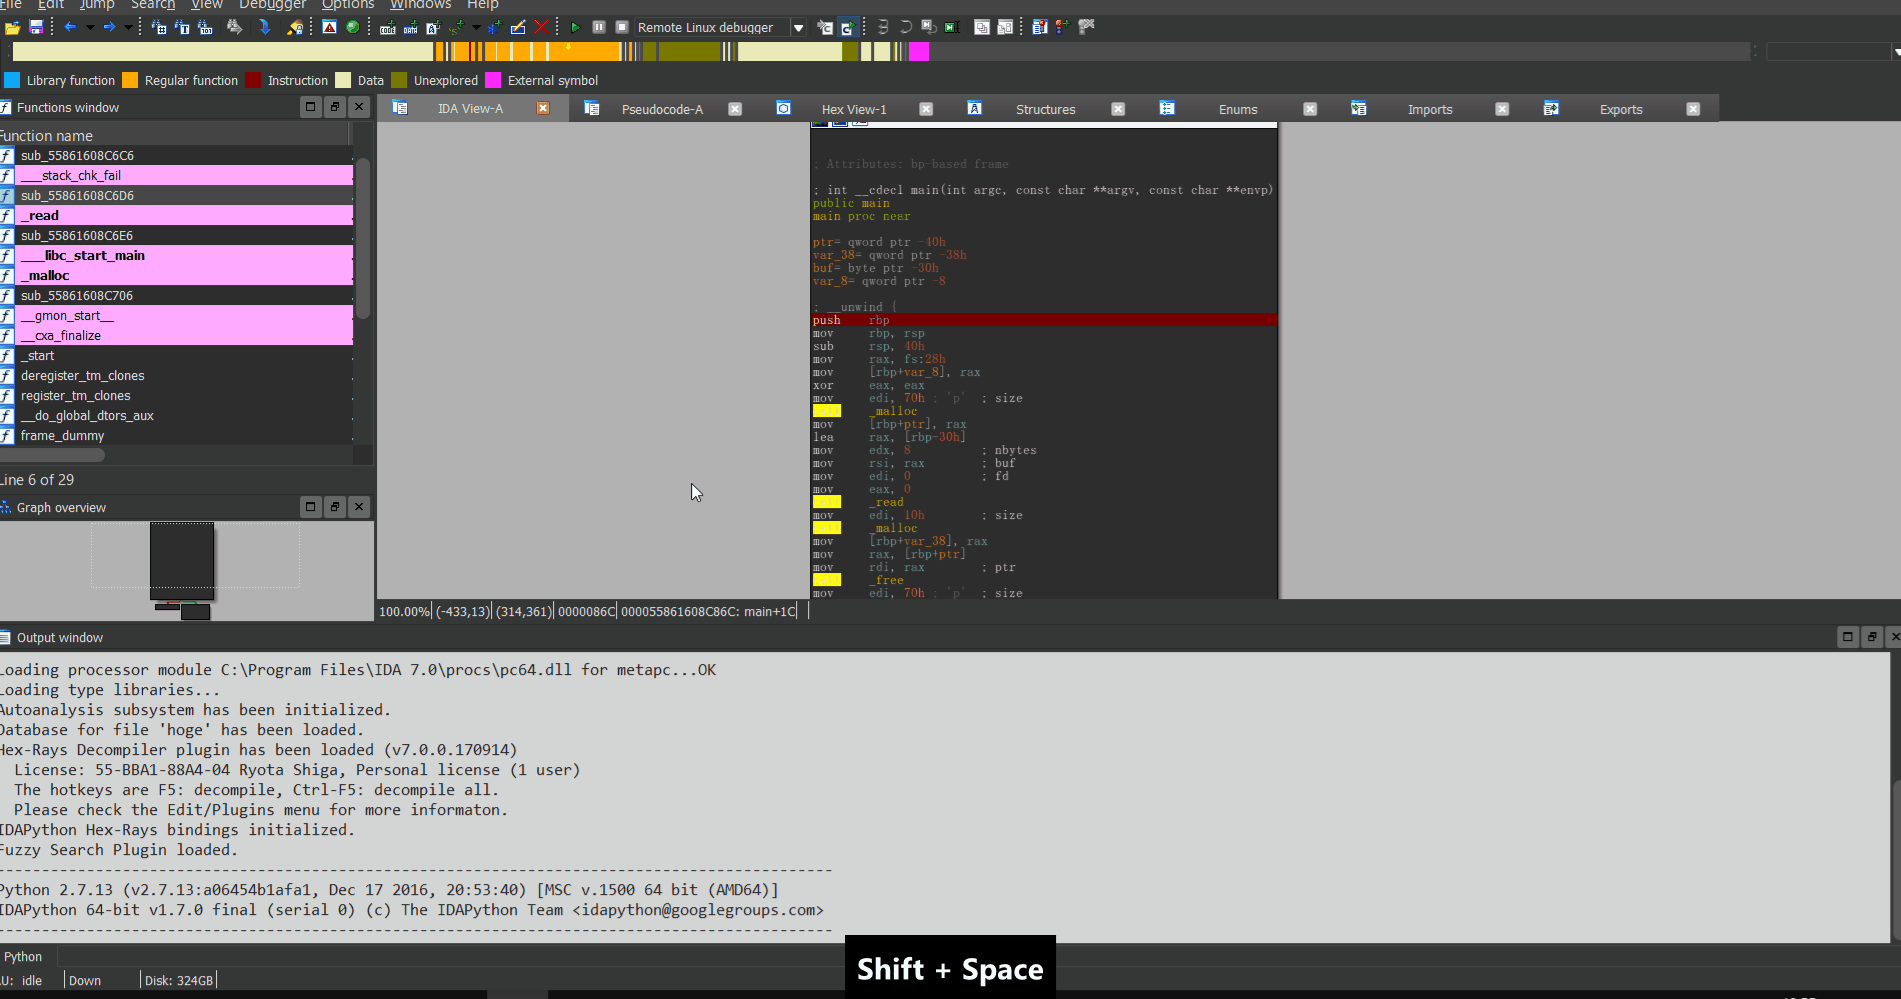 File Edit Jump Search View Debugger Options Windows Help
Remote Linux debugger
Library function Regular function Instruction Data Unexplored External symbol
Functions window
Function name
sub_55861608C6C6
___stack_chk_fail
sub_55861608C6D6
_read
sub_55861608C6E6
___libc_start_main
_malloc
sub_55861608C706
__gmon_start__
__cxa_finalize
_start
deregister_tm_clones
register_tm_clones
__do_global_dtors_aux
frame_dummy
Line 6 of 29
Graph overview
IDA View-A Pseudocode-A Hex View-1 Structures Enums Imports Exports
; Attributes: bp-based frame
; int __cdecl main(int argc, const char **argv, const char **envp)
public main
main proc near
ptr= qword ptr -40h
var_38= qword ptr -38h
buf= byte ptr -30h
var_8= qword ptr -8
; __unwind {
push rbp
mov rbp, rsp
sub rsp, 40h
mov rax, fs:28h
mov [rbp+var_8], rax
xor eax, eax
mov edi, 70h ; 'p' ; size
_malloc
mov [rbp+ptr], rax
lea rax, [rbp-30h]
mov edx, 8 ; nbytes
mov rsi, rax ; buf
mov edi, 0 ; fd
mov eax, 0
_read
mov edi, 10h ; size
_malloc
mov [rbp+var_38], rax
mov rax, [rbp+ptr]
mov rdi, rax ; ptr
_free
mov edi, 70h ; 'p' ; size
100.00% (-433,13) (314,361) 0000086C 000055861608C86C: main+1C
Output window
Loading processor module C:\Program Files\IDA 7.0\procs\pc64.dll for metapc...OK
Loading type libraries...
Autoanalysis subsystem has been initialized.
Database for file 'hoge' has been loaded.
Hex-Rays Decompiler plugin has been loaded (v7.0.0.170914)
License: 55-BBA1-88A4-04 Ryota Shiga, Personal license (1 user)
The hotkeys are F5: decompile, Ctrl-F5: decompile all.
Please check the Edit/Plugins menu for more informaton.
IDAPython Hex-Rays bindings initialized.
Fuzzy Search Plugin loaded.
Python 2.7.13 (v2.7.13:a06454b1afa1, Dec 17 2016, 20:53:40) [MSC v.1500 64 bit (AMD64)]
IDAPython 64-bit v1.7.0 final (serial 0) (c) The IDAPython Team <idapython@googlegroups.com>
Python
AU: idle Down Disk: 324GB
Shift + Space